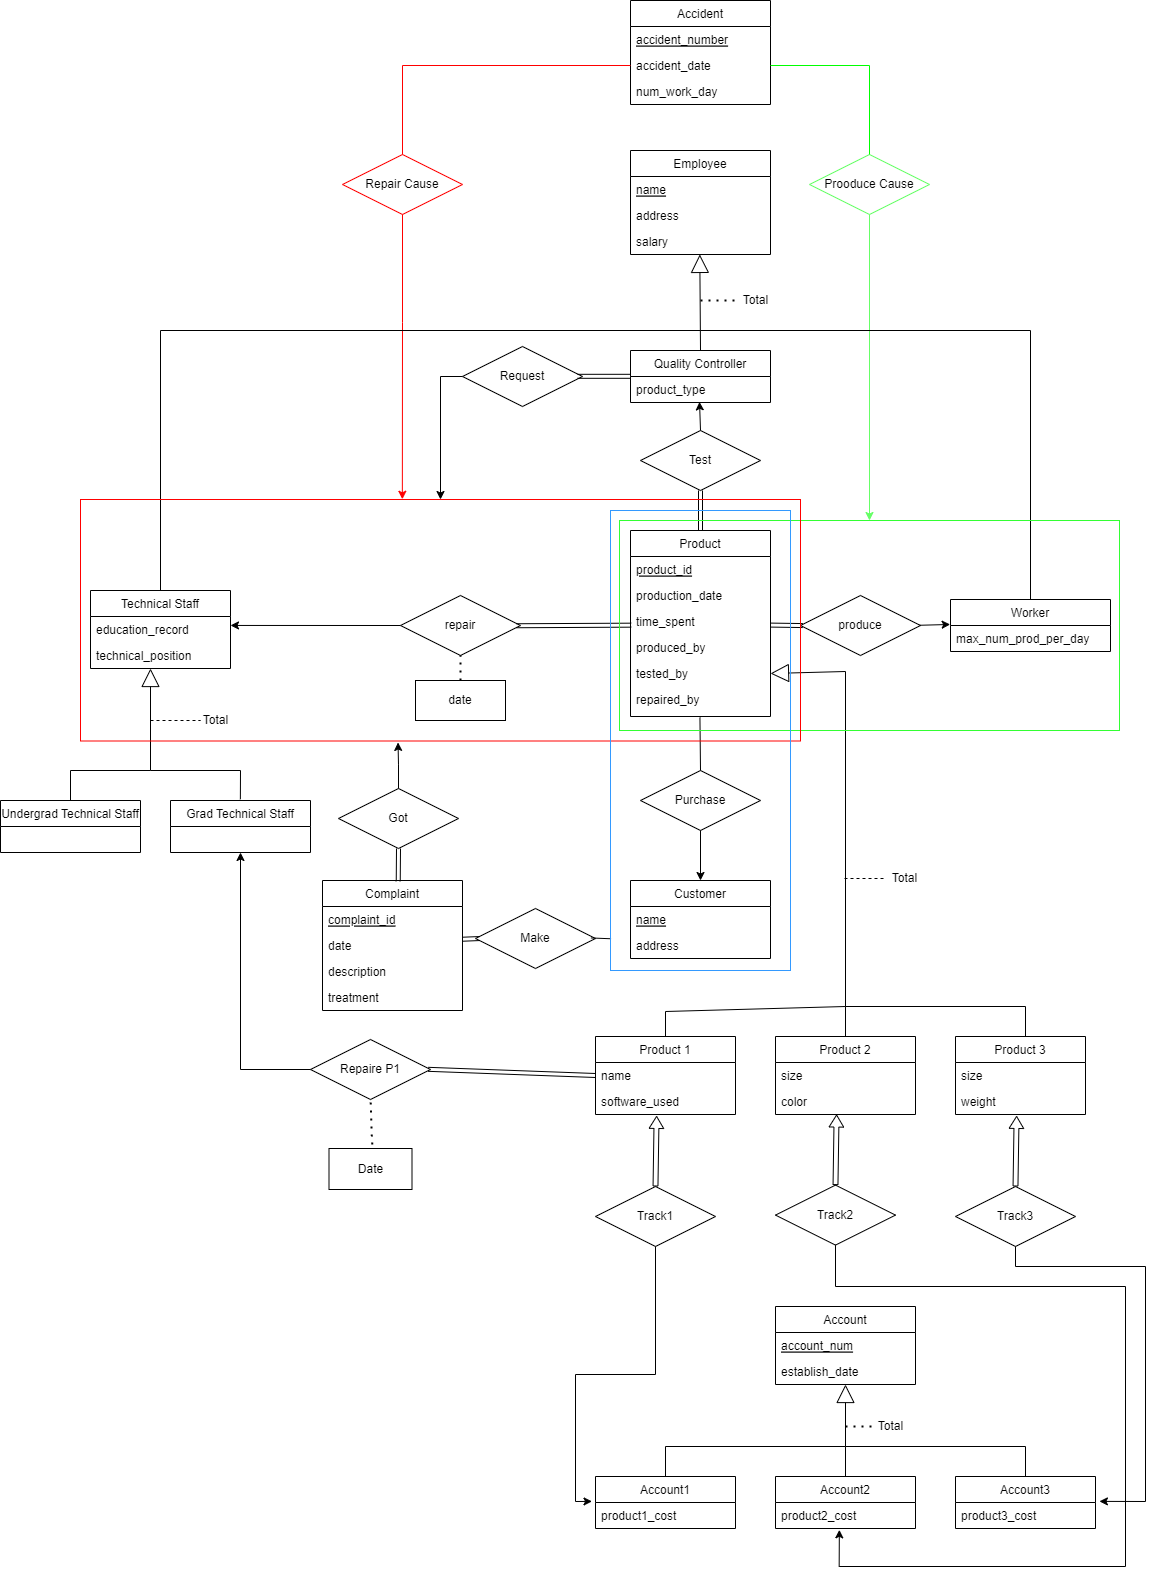 Accident
accident_number
accident_date
num_work_day
Repair Cause
Prooduce Cause
Employee
name
address
salary
Total
Request
Quality Controller
product_type
Test
Product
product_id
production_date
time_spent
produced_by
tested_by
repaired_by
Technical Staff
education_record
technical_position
repair
date
produce
Worker
max_num_prod_per_day
Total
Undergrad Technical Staff
Grad Technical Staff
Got
Purchase
Total
Complaint
complaint_id
date
description
treatment
Make
Customer
name
address
Repaire P1
Date
Product 1
name
software_used
Product 2
size
color
Product 3
size
weight
Track1
Track2
Track3
Account
account_num
establish_date
Total
Account1
product1_cost
Account2
product2_cost
Account3
product3_cost